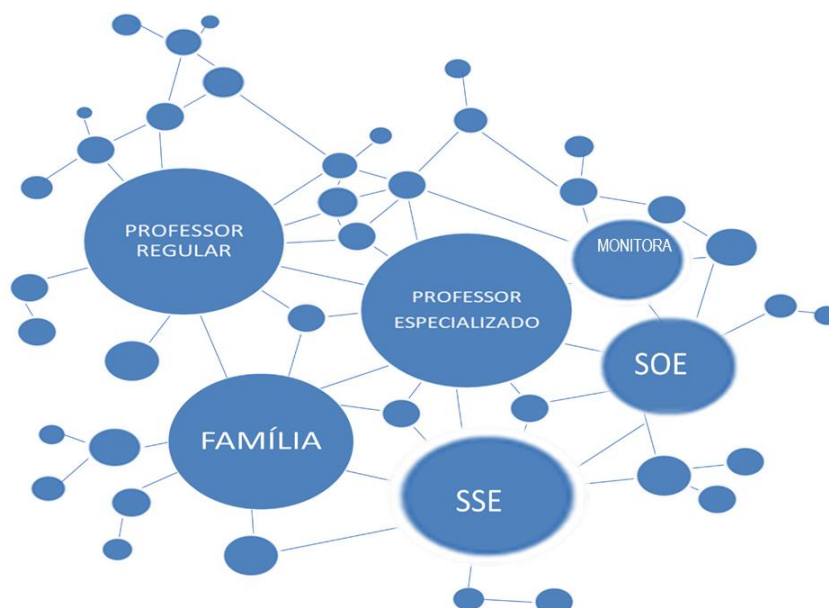 PROFESSOR
REGULAR
MONITORA
PROFESSOR
ESPECIALIZADO
SOE
FAMÍLIA
SSE